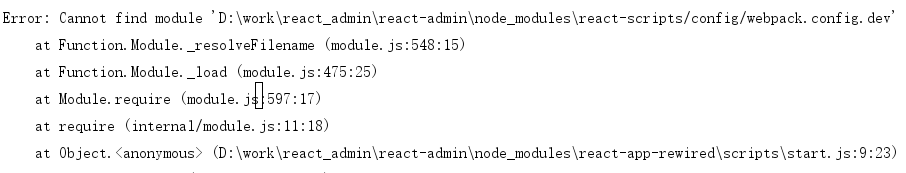 Error: Cannot find module 'D:\work\react_admin\react-admin\node_modules\react-scripts/config/webpack.config.dev'
at Function.Module._resolveFilename (module.js:548:15)
at Function.Module._load (module.js:475:25)
at Module.require (module.js:597:17)
at require (internal/module.js:11:18)
at Object.<anonymous> (D:\work\react_admin\react-admin\node_modules\react-app-rewired\scripts\start.js:9:23)